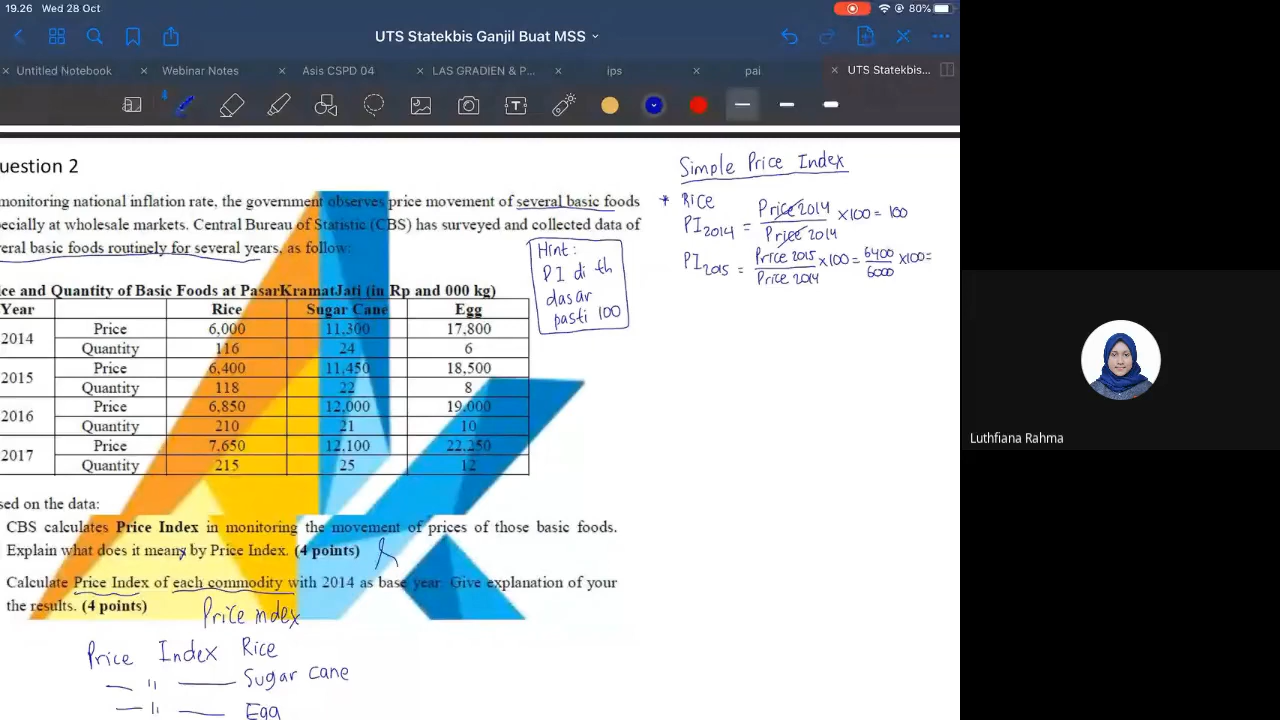 19.26 Wed 28 Oct
80%
UTS Statekbis Ganjil Buat MSS
Untitled Notebook
Webinar Notes
Asis CSPD 04
LAS GRADIEN & P...
ips
pai
UTS Statekbis...
uestion 2
monitoring national inflation rate, the government observes price movement of several basic foods
pecially at wholesale markets. Central Bureau of Statistic (CBS) has surveyed and collected data of
veral basic foods routinely for several years, as follow:
ice and Quantity of Basic Foods at PasarKramatJati (in Rp and 000 kg)
Year Rice Sugar Cane Egg
2014 Price 6,000 11,300 17,800
Quantity 116 24 6
2015 Price 6,400 11,450 18,500
Quantity 118 22 8
2016 Price 6,850 12,000 19,000
Quantity 210 21 10
2017 Price 7,650 12,100 22,250
Quantity 215 25 12
sed on the data:
CBS calculates Price Index in monitoring the movement of prices of those basic foods.
Explain what does it means by Price Index. (4 points)
Calculate Price Index of each commodity with 2014 as base year. Give explanation of your
the results. (4 points)
Price index
Price Index Rice
— " — Sugar cane
— " — Egg
Hint:
PI di th
dasar
pasti 100
Simple Price Index
* Rice
PI2014 = Price 2014 / Price 2014 x100 = 100
PI2015 = Price 2015 / Price 2014 x100 = 6400 / 6000 x100 =
Luthfiana Rahma